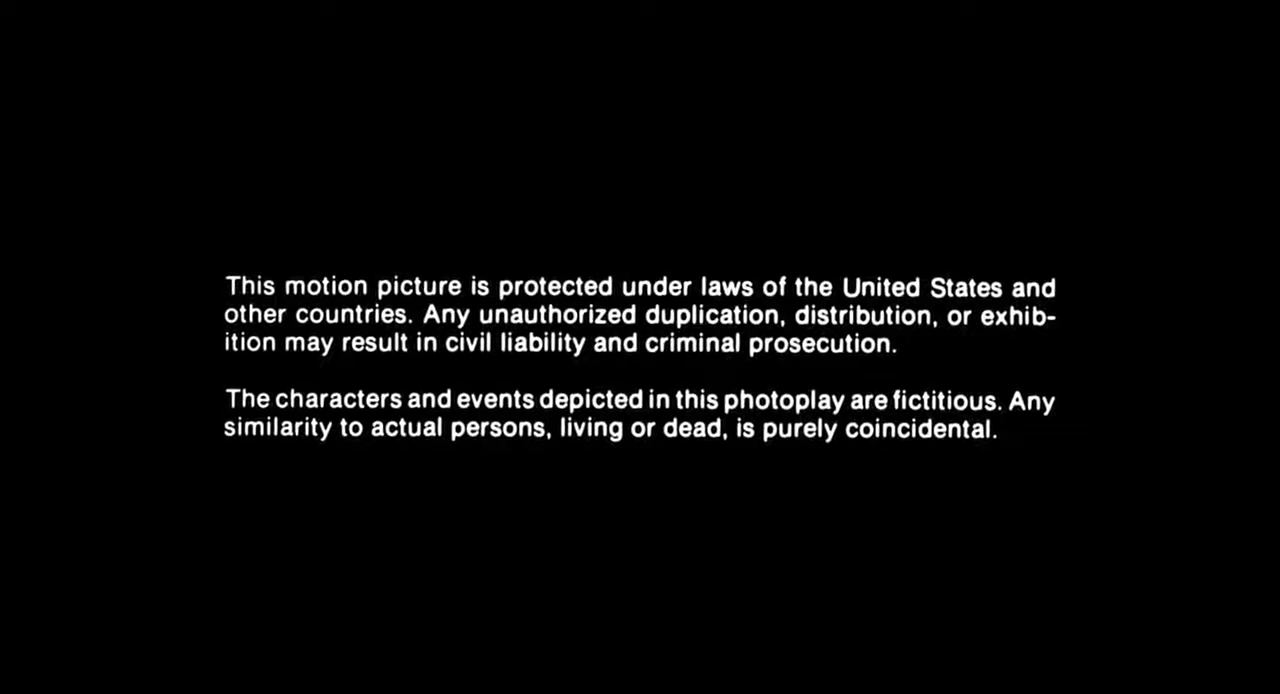 This motion picture is protected under laws of the United States and
other countries. Any unauthorized duplication, distribution, or exhib-
ition may result in civil liability and criminal prosecution.
The characters and events depicted in this photoplay are fictitious. Any
similarity to actual persons, living or dead, is purely coincidental.